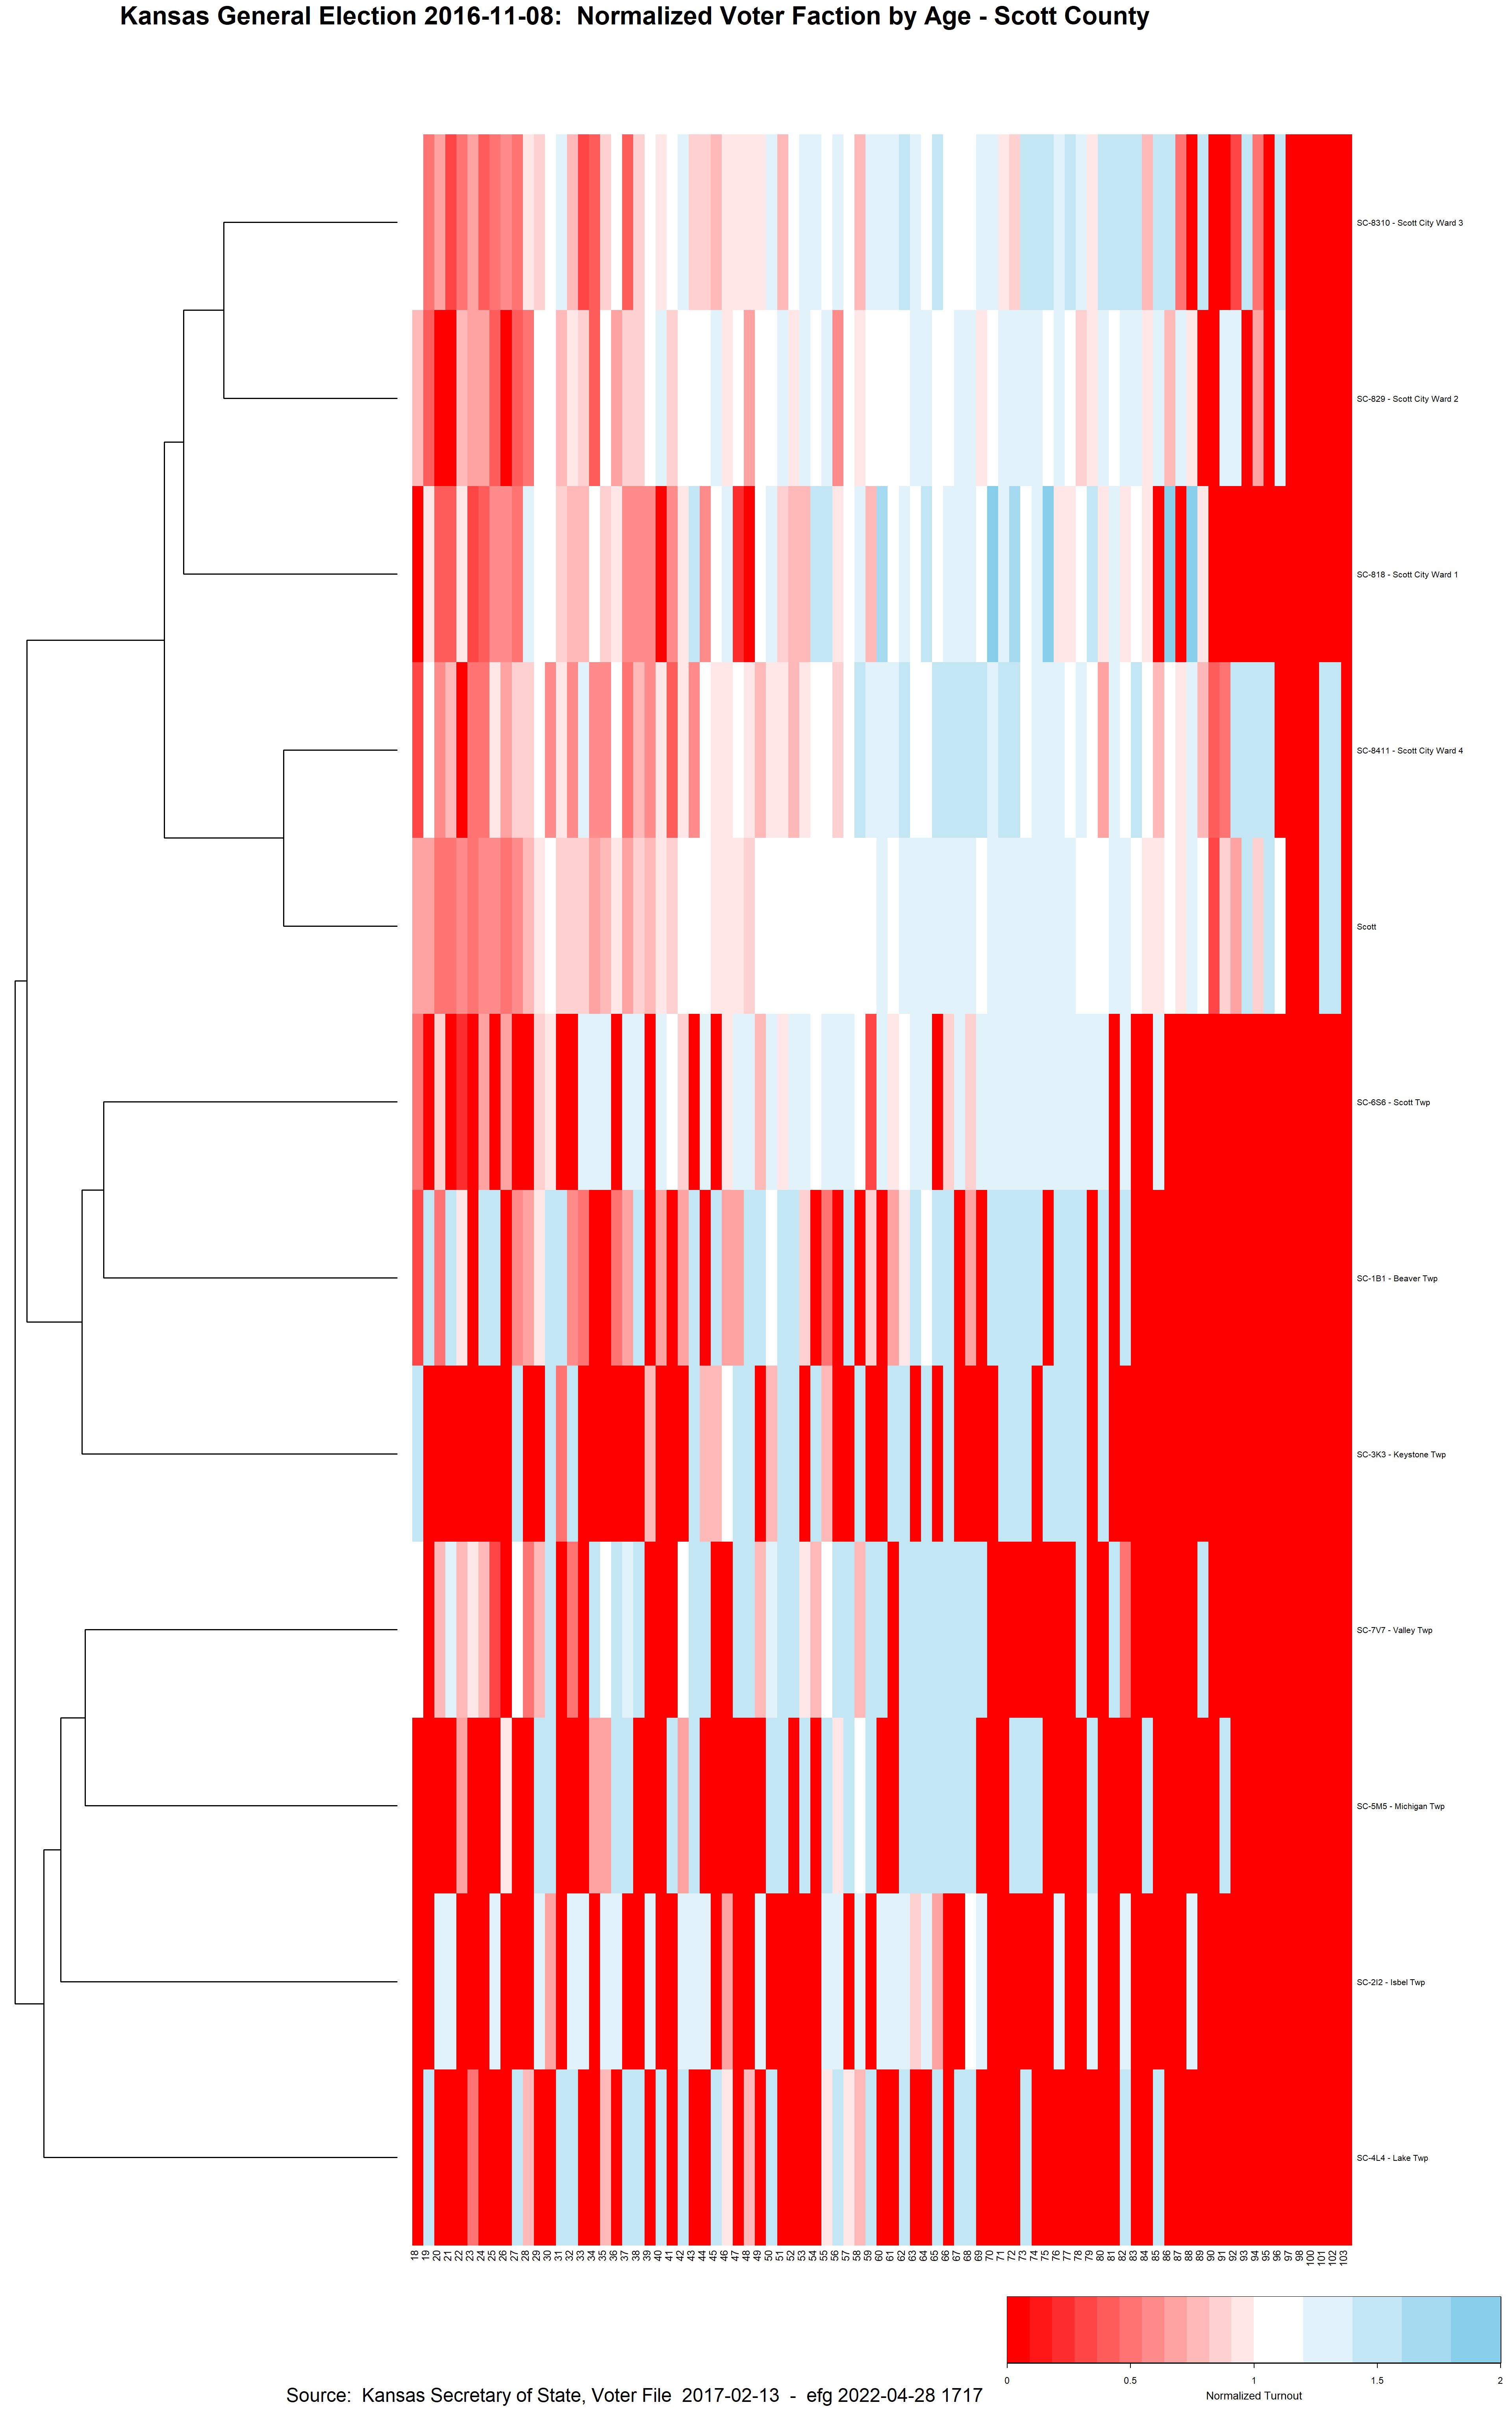 Kansas General Election 2016-11-08:  Normalized Voter Faction by Age - Scott County
SC-8310 - Scott City Ward 3
SC-829 - Scott City Ward 2
SC-818 - Scott City Ward 1
SC-8411 - Scott City Ward 4
Scott
SC-6S6 - Scott Twp
SC-1B1 - Beaver Twp
SC-3K3 - Keystone Twp
SC-7V7 - Valley Twp
SC-5M5 - Michigan Twp
SC-2I2 - Isbel Twp
SC-4L4 - Lake Twp
18 19 20 21 22 23 24 25 26 27 28 29 30 31 32 33 34 35 36 37 38 39 40 41 42 43 44 45 46 47 48 49 50 51 52 53 54 55 56 57 58 59 60 61 62 63 64 65 66 67 68 69 70 71 72 73 74 75 76 77 78 79 80 81 82 83 84 85 86 87 88 89 90 91 92 93 94 95 96 97 98 100 101 102 103
0 0.5 1 1.5 2
Normalized Turnout
Source:  Kansas Secretary of State, Voter File  2017-02-13  -  efg 2022-04-28 1717